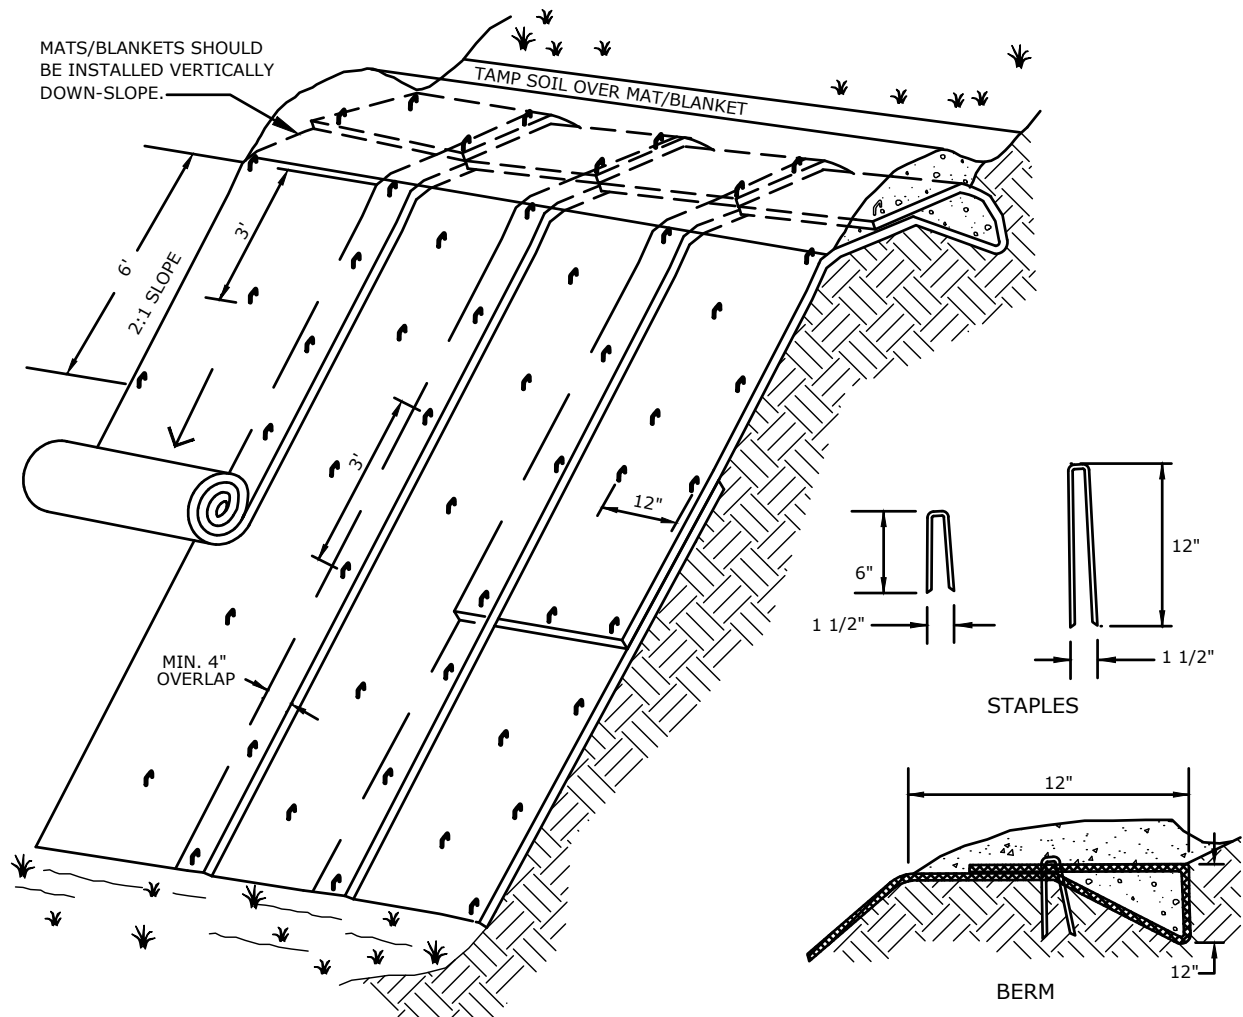 MATS/BLANKETS SHOULD
BE INSTALLED VERTICALLY
DOWN-SLOPE.
TAMP SOIL OVER MAT/BLANKET
3'
6'
2:1 SLOPE
3'
12"
MIN. 4"
OVERLAP
12"
6"
1 1/2"
1 1/2"
STAPLES
12"
12"
BERM